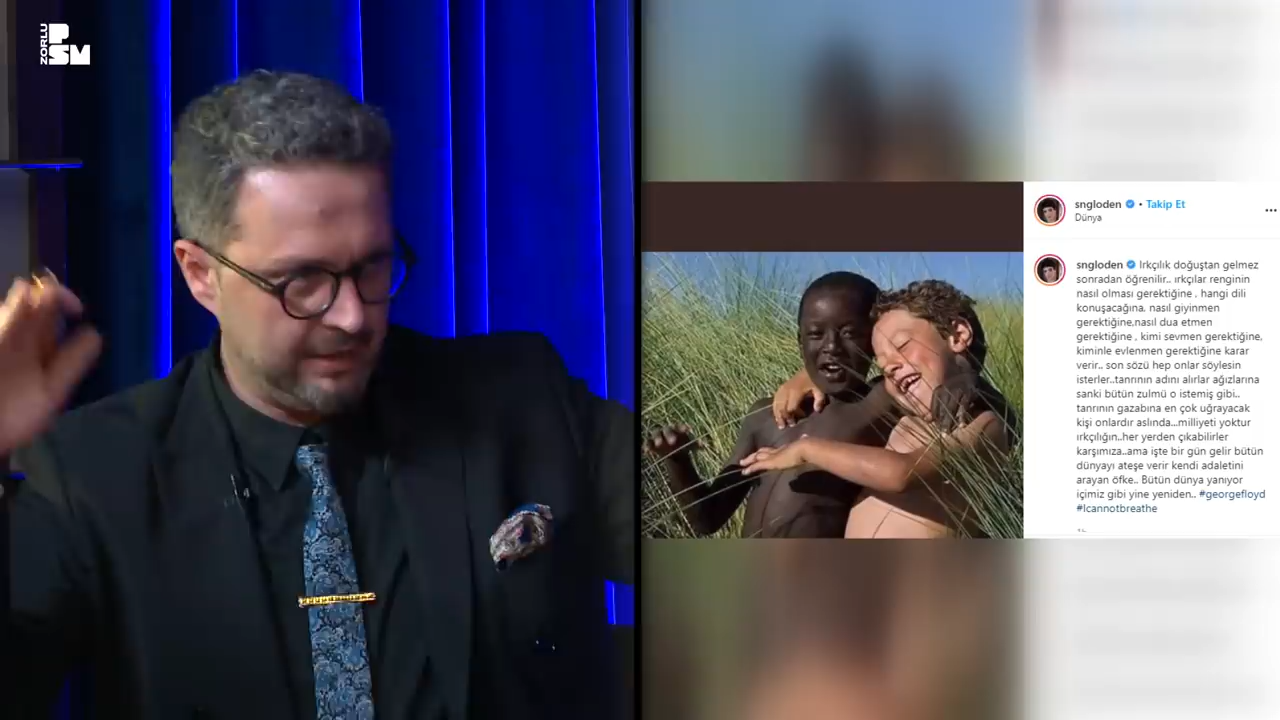 ZORLU
PSM
sngloden • Takip Et
Dünya
sngloden Irkçılık doğuştan gelmez
sonradan öğrenilir.. ırkçılar renginin
nasıl olması gerektiğine , hangi dili
konuşacağına, nasıl giyinmen
gerektiğine,nasıl dua etmen
gerektiğine , kimi sevmen gerektiğine,
kiminle evlenmen gerektiğine karar
verir.. son sözü hep onlar söylesin
isterler..tanrının adını alırlar ağızlarına
sanki bütün zulmü o istemiş gibi..
tanrının gazabına en çok uğrayacak
kişi onlardır aslında...milliyeti yoktur
ırkçılığın..her yerden çıkabilirler
karşımıza..ama işte bir gün gelir bütün
dünyayı ateşe verir kendi adaletini
arayan öfke.. Bütün dünya yanıyor
içimiz gibi yine yeniden.. #georgefloyd
#Icannotbreathe